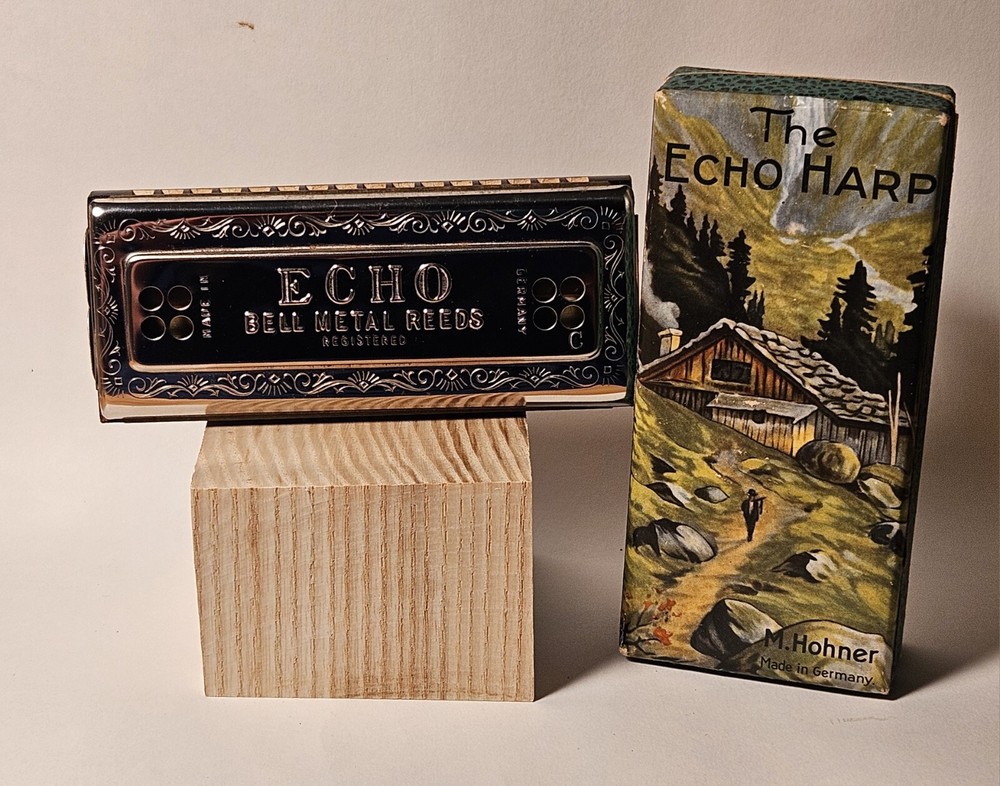 ECHO
BELL METAL REEDS
REGISTERED
MADE IN
GERMANY
C
The
ECHO HARP
M. Hohner
Made in Germany.